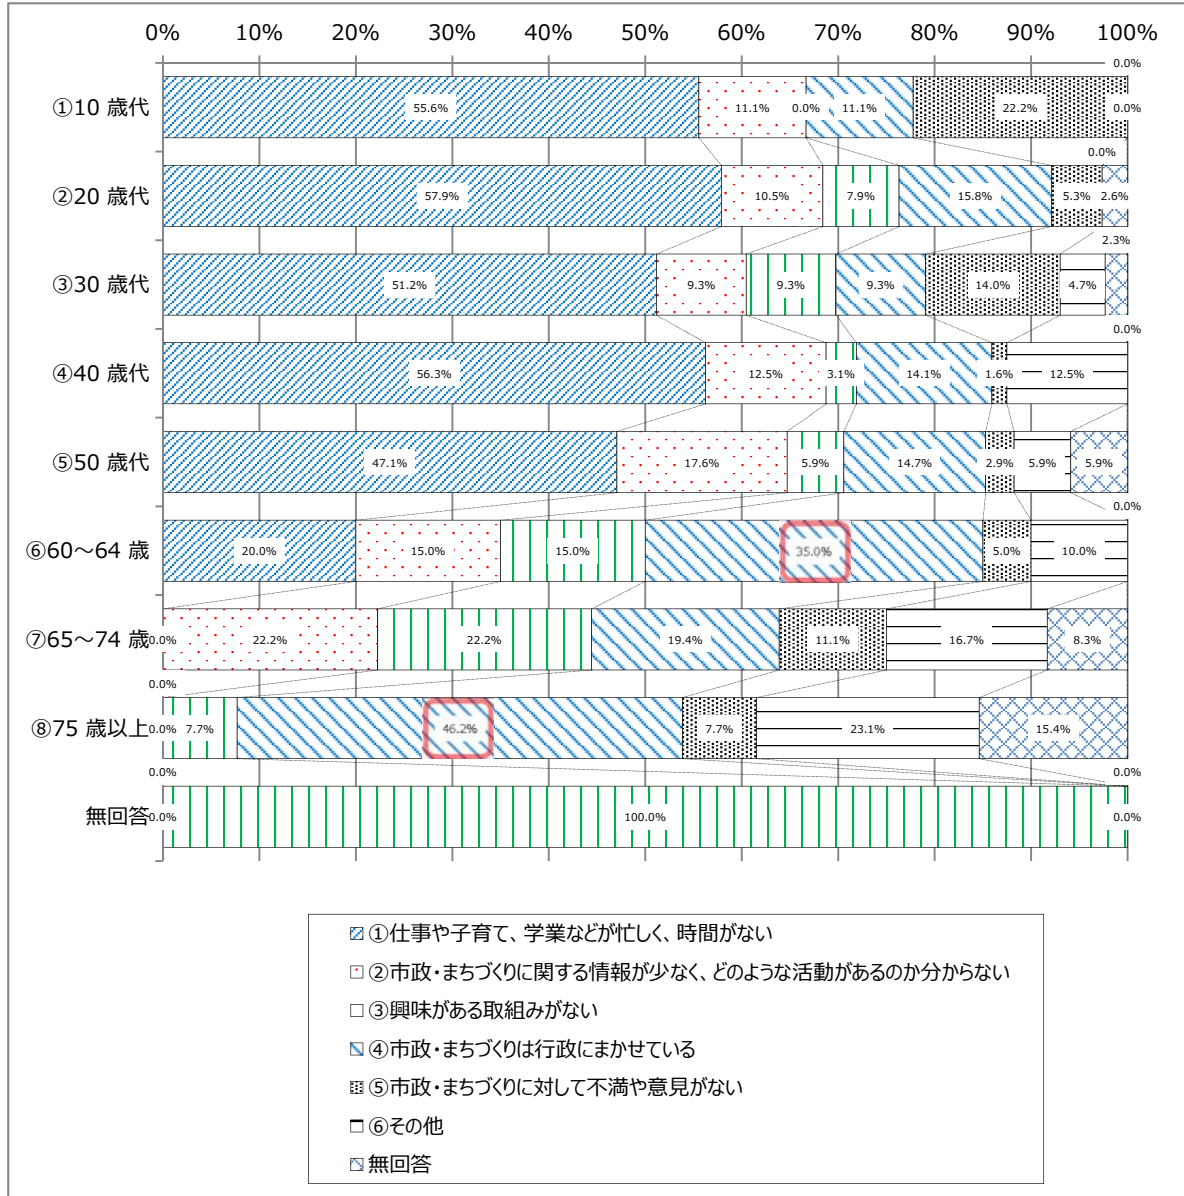 0% 10% 20% 30% 40% 50% 60% 70% 80% 90% 100%
0.0%
①10 歳代 55.6% 11.1% 0.0% 11.1% 22.2% 0.0%
0.0%
②20 歳代 57.9% 10.5% 7.9% 15.8% 5.3% 2.6%
2.3%
③30 歳代 51.2% 9.3% 9.3% 9.3% 14.0% 4.7%
0.0%
④40 歳代 56.3% 12.5% 3.1% 14.1% 1.6% 12.5%
⑤50 歳代 47.1% 17.6% 5.9% 14.7% 2.9% 5.9% 5.9%
0.0%
⑥60～64 歳 20.0% 15.0% 15.0% 35.0% 5.0% 10.0%
⑦65～74 歳 0.0% 22.2% 22.2% 19.4% 11.1% 16.7% 8.3%
0.0%
⑧75 歳以上 0.0% 7.7% 46.2% 7.7% 23.1% 15.4%
0.0% 0.0%
無回答 0.0% 100.0% 0.0%
①仕事や子育て、学業などが忙しく、時間がない
②市政・まちづくりに関する情報が少なく、どのような活動があるのか分からない
③興味がある取組みがない
④市政・まちづくりは行政にまかせている
⑤市政・まちづくりに対して不満や意見がない
⑥その他
無回答